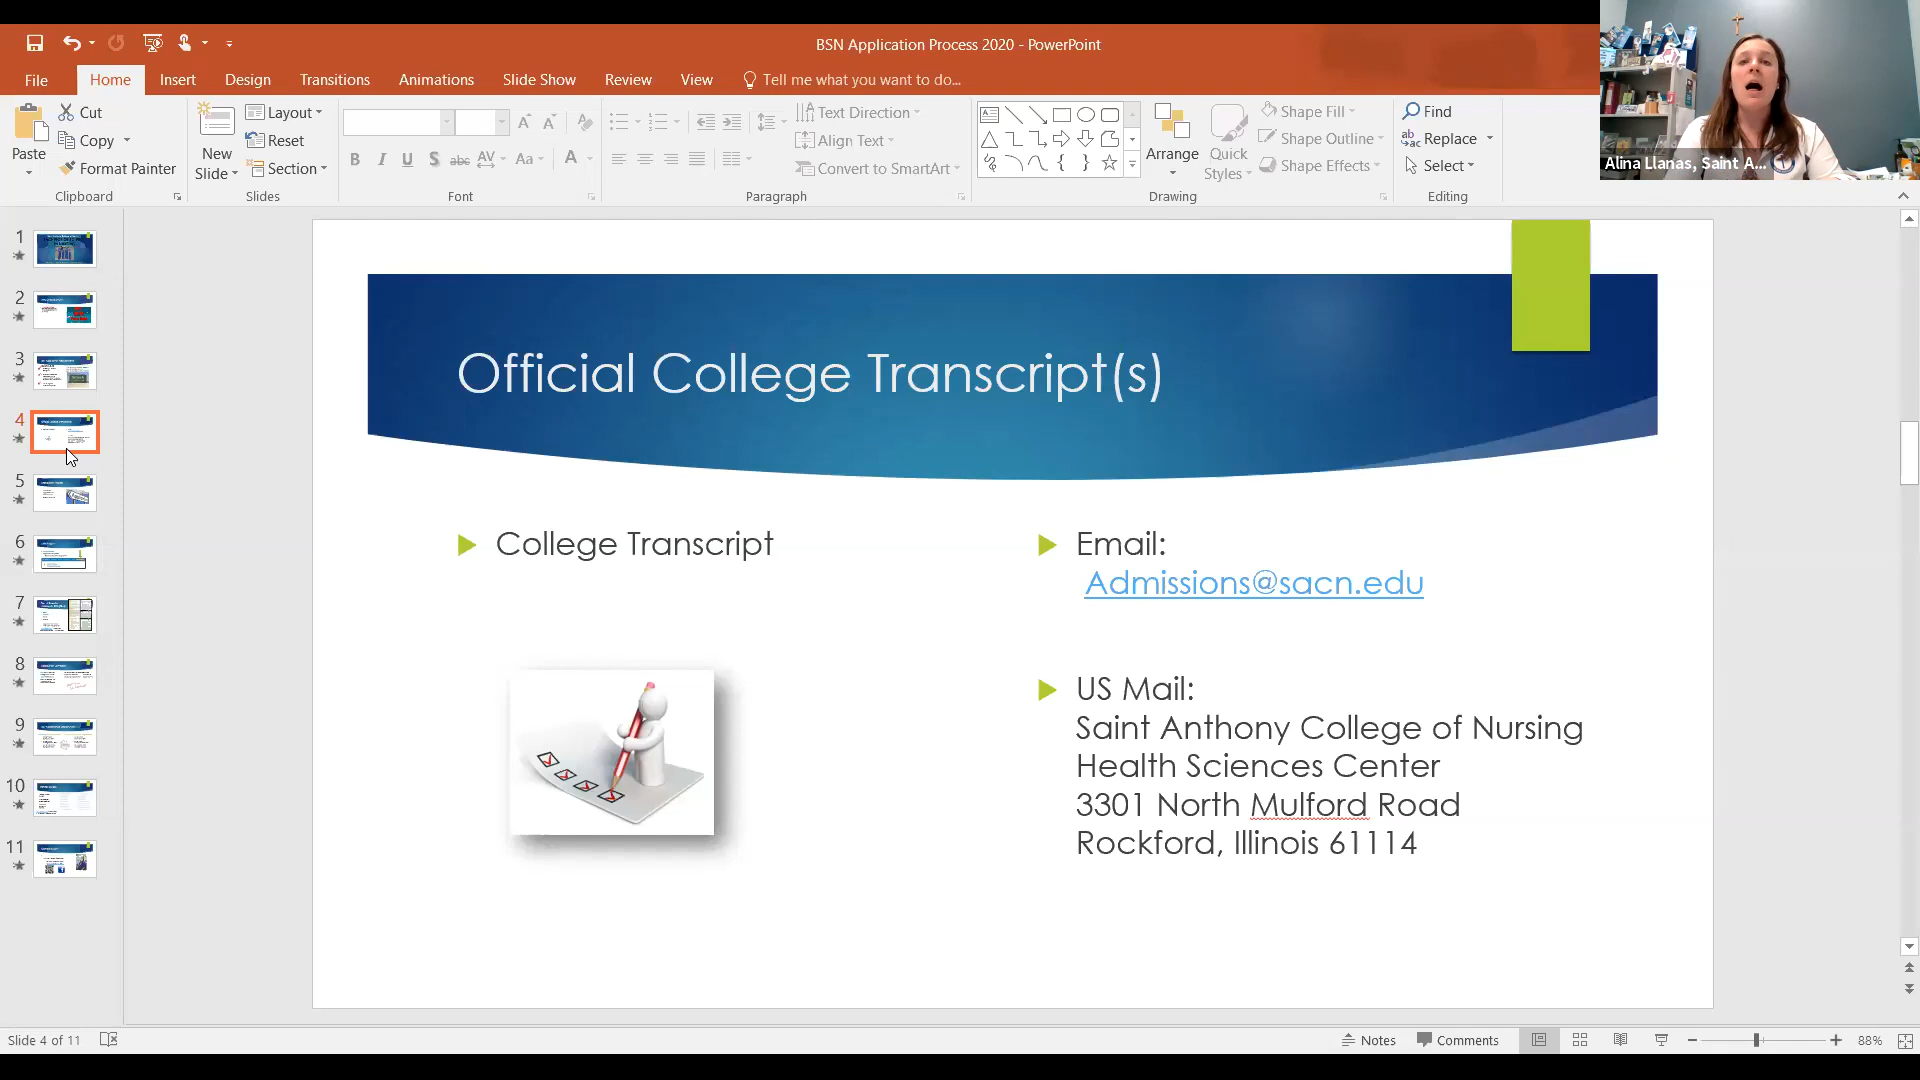 BSN Application Process 2020 - PowerPoint
File
Home
Insert
Design
Transitions
Animations
Slide Show
Review
View
Tell me what you want to do...
Paste
Cut
Copy
Format Painter
Clipboard
New
Slide
Layout
Reset
Section
Slides
B I U S abc AV Aa A
Font
Text Direction
Align Text
Convert to SmartArt
Paragraph
Arrange
Quick
Styles
Shape Fill
Shape Outline
Shape Effects
Drawing
Find
Replace
Select
Editing
Alina Llanas, Saint A...
1
2
3
4
5
6
7
8
9
10
11
Official College Transcript(s)
College Transcript
Email:
Admissions@sacn.edu
US Mail:
Saint Anthony College of Nursing
Health Sciences Center
3301 North Mulford Road
Rockford, Illinois 61114
Slide 4 of 11
Notes
Comments
88%